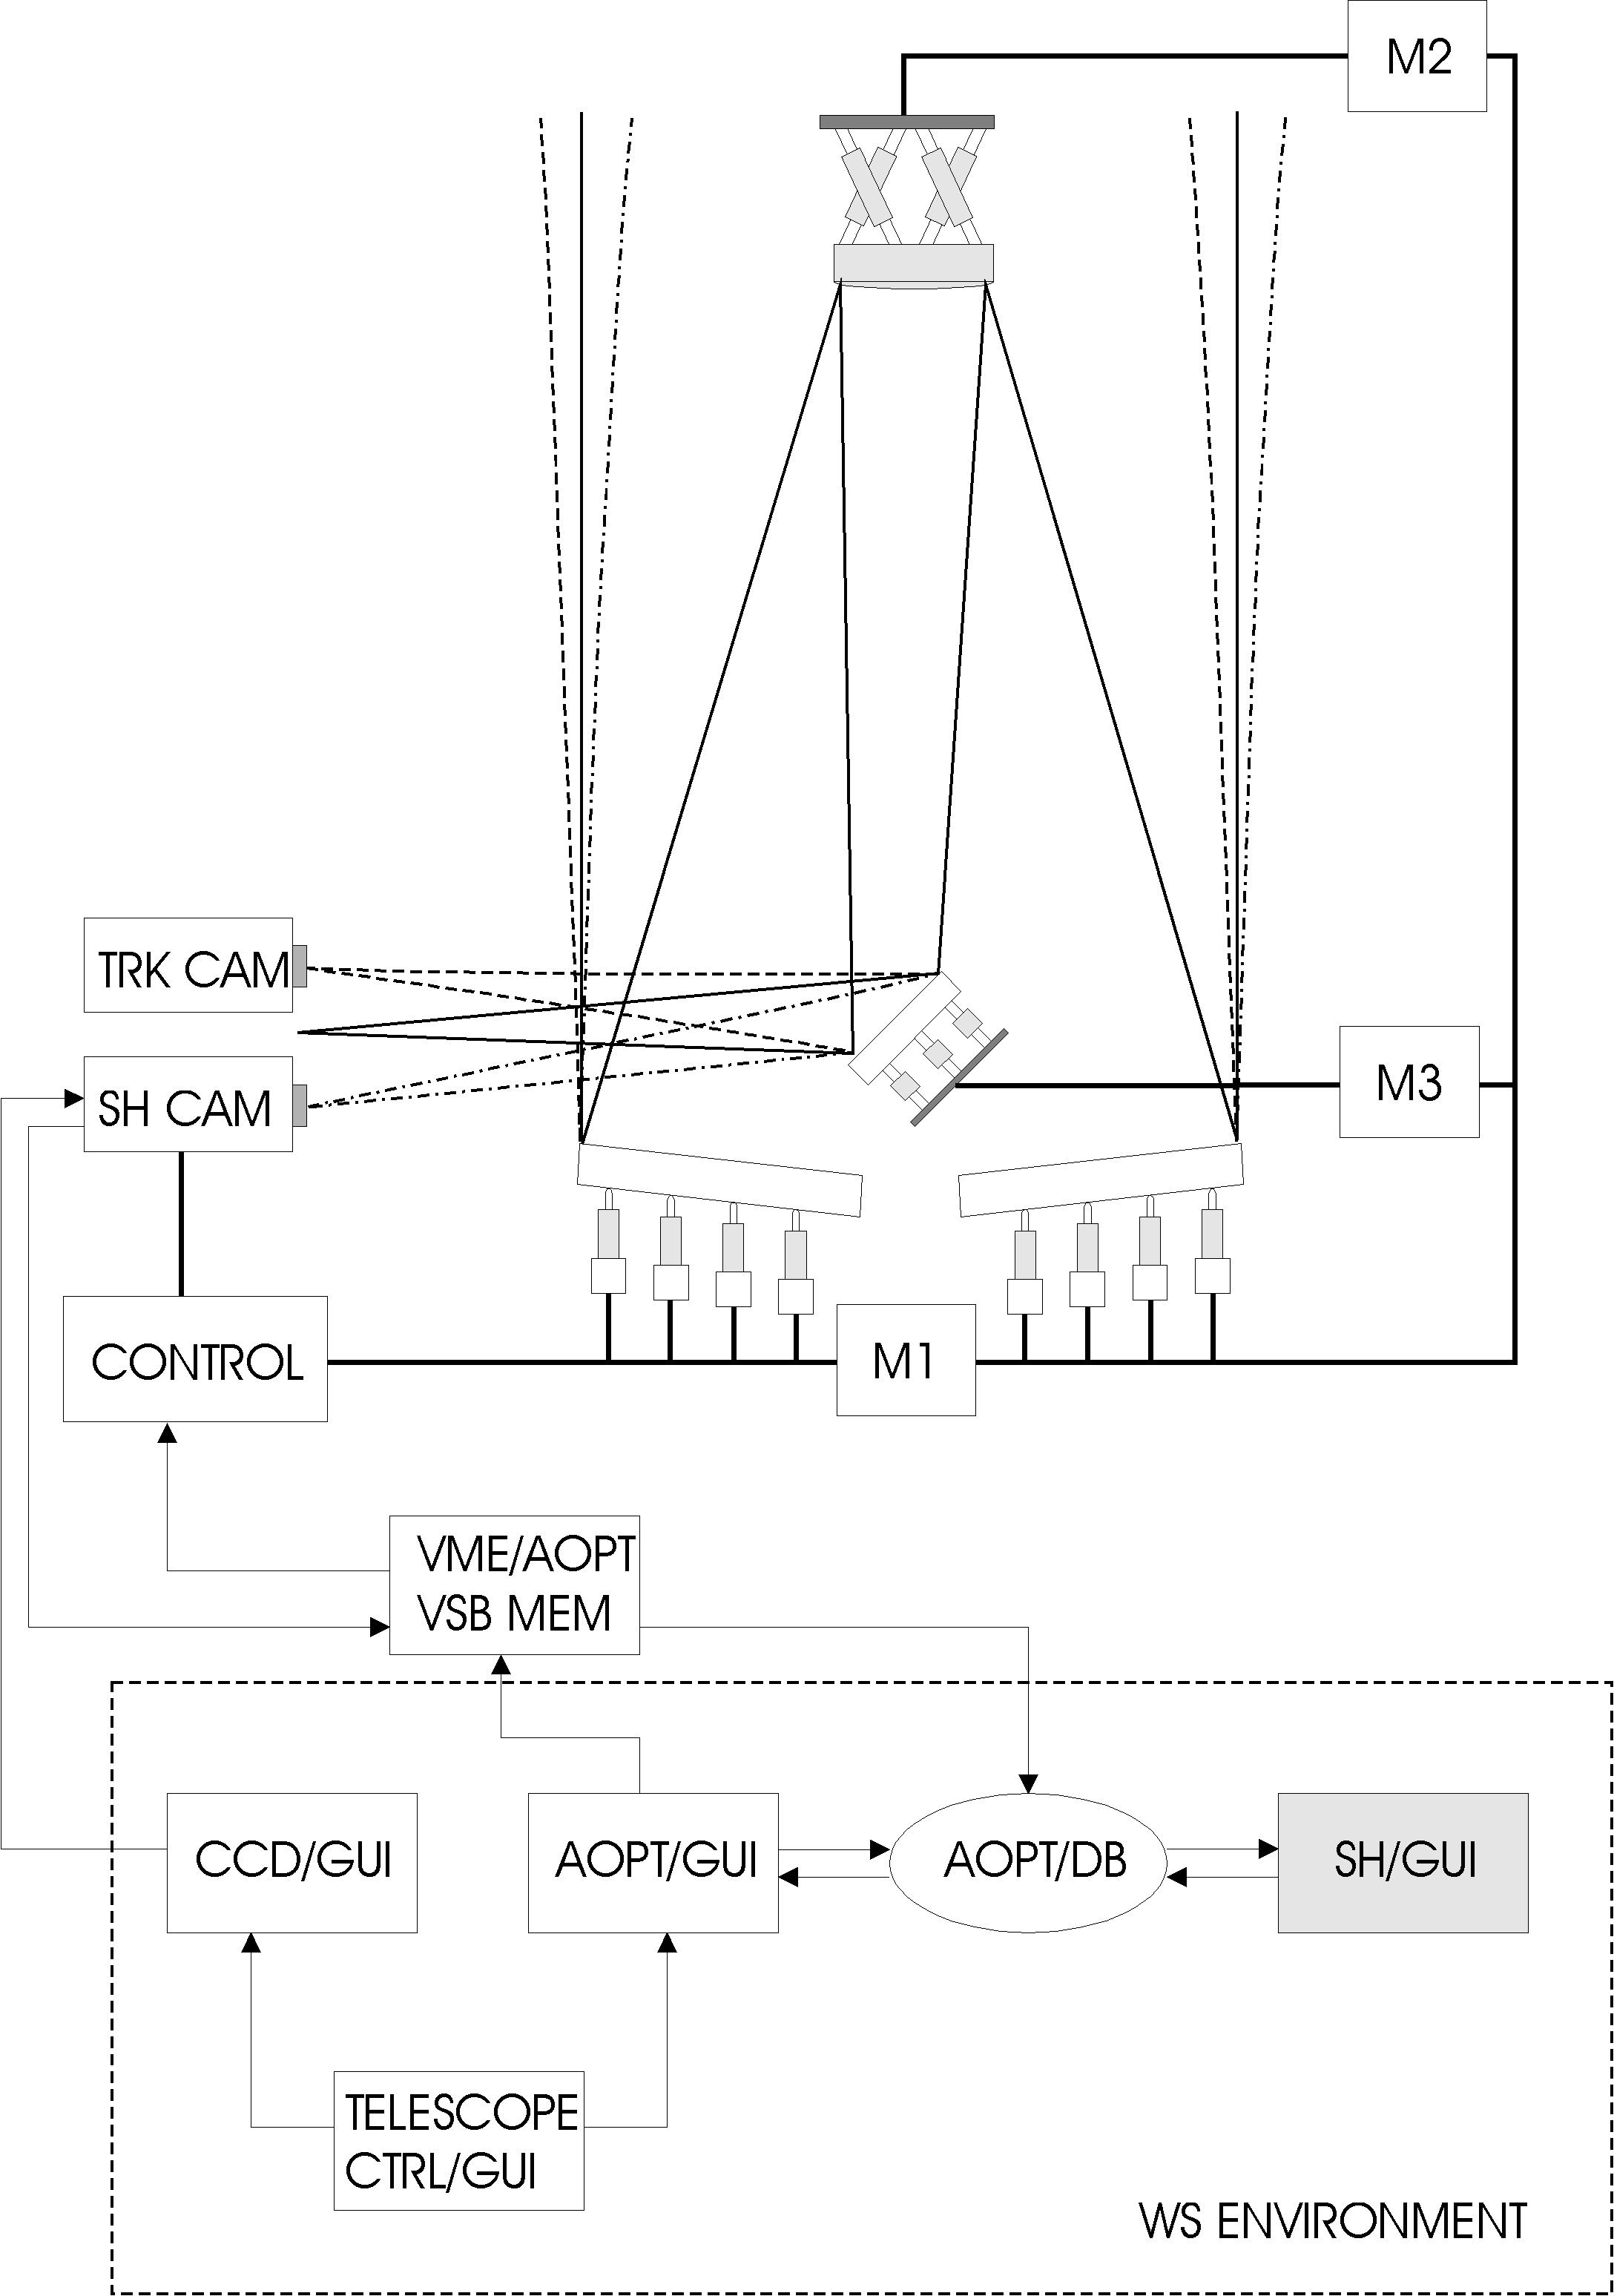 M2
TRK CAM
SH CAM
M3
CONTROL
M1
VME/AOPT
VSB MEM
CCD/GUI
AOPT/GUI
AOPT/DB
SH/GUI
TELESCOPE
CTRL/GUI
WS ENVIRONMENT